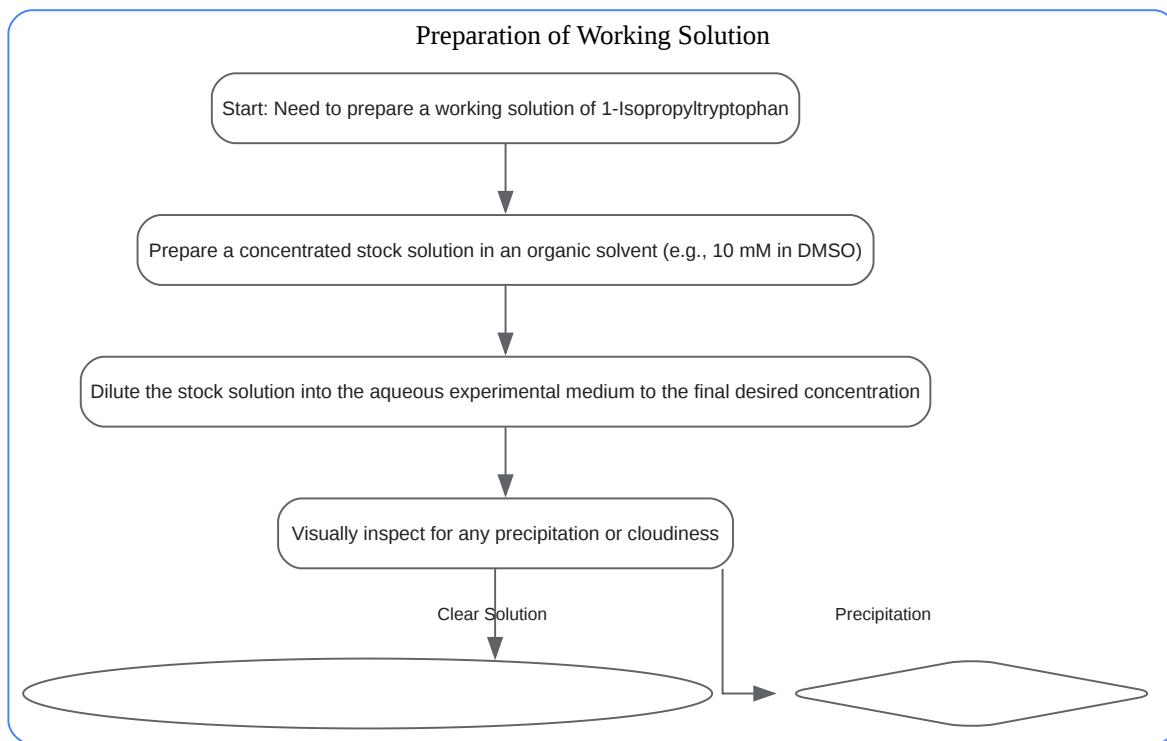 Preparation of Working Solution
Start: Need to prepare a working solution of 1-Isopropyltryptophan
Prepare a concentrated stock solution in an organic solvent (e.g., 10 mM in DMSO)
Dilute the stock solution into the aqueous experimental medium to the final desired concentration
Visually inspect for any precipitation or cloudiness
Clear Solution
Precipitation